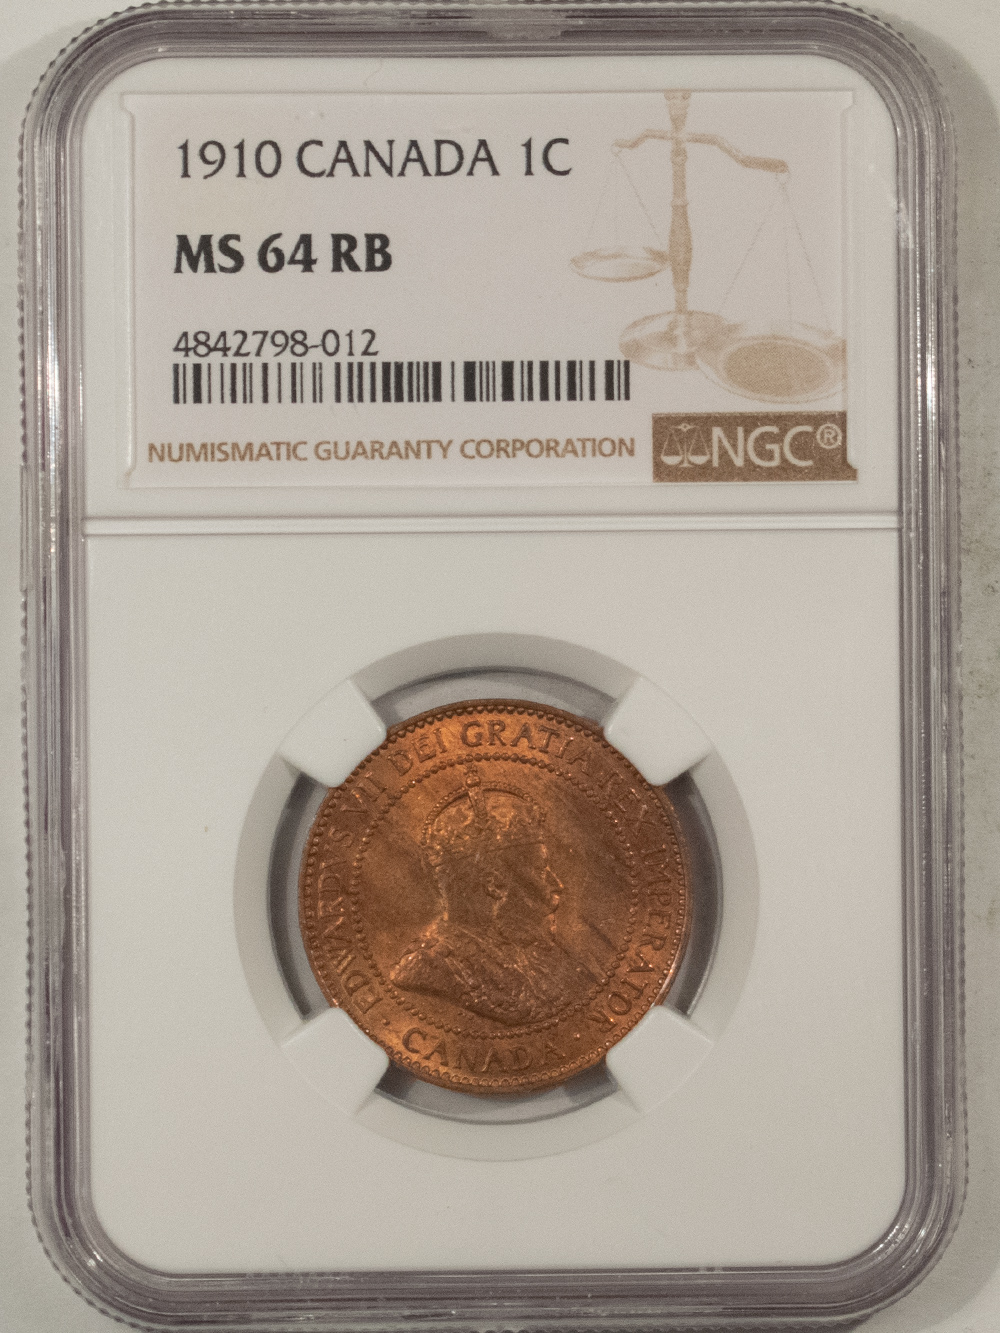 1910 CANADA 1C
MS 64 RB
4842798-012
NUMISMATIC GUARANTY CORPORATION
NGC®
EDWARDVS VII DEI GRATIA REX IMPERATOR
CANADA